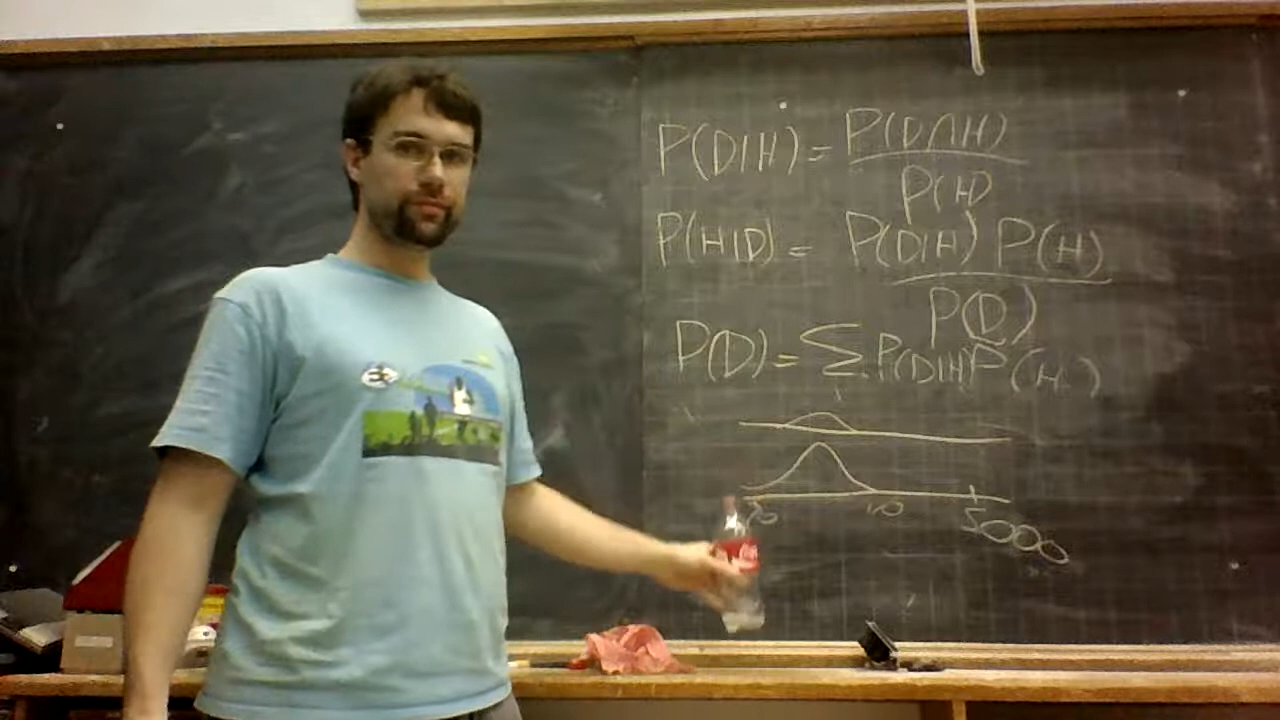 P(D|H) = P(D∩H)
P(H)
P(H|D) = P(D|H) P(H)
P(D)
P(D) = Σ P(D|H)P(H)
10
5000